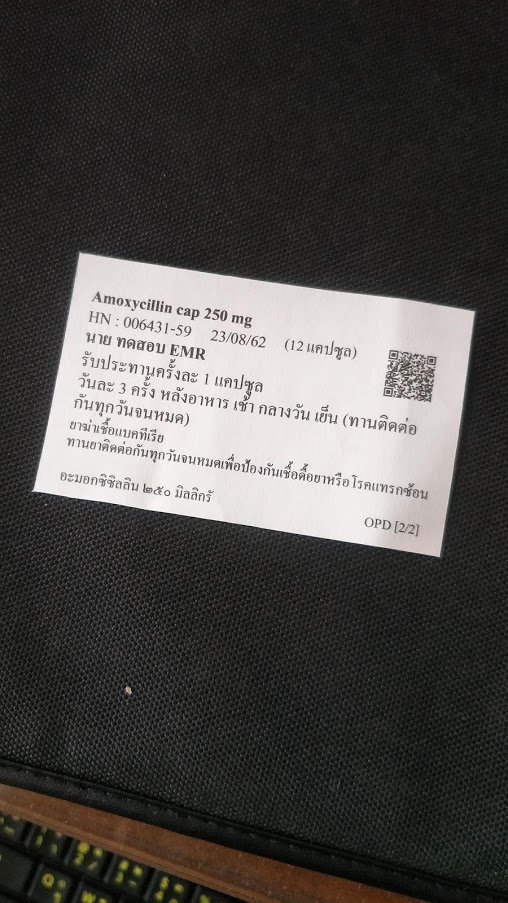 Amoxycillin cap 250 mg
HN : 006431-59 23/08/62 (12 แคปซูล)
นาย ทดสอบ EMR
รับประทานครั้งละ 1 แคปซูล
วันละ 3 ครั้ง หลังอาหาร เช้า กลางวัน เย็น (ทานติดต่อ
กันทุกวันจนหมด)
ยาฆ่าเชื้อแบคทีเรีย
ทานยาติดต่อกันทุกวันจนหมดเพื่อป้องกันเชื้อดื้อยาหรือโรคแทรกซ้อน
อะมอกซิซิลลิน ๒๕๐ มิลลิกรั
OPD [2/2]